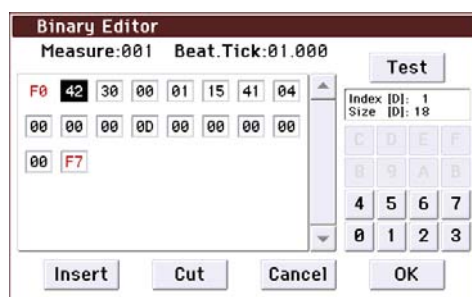 Binary Editor
Measure:001 Beat.Tick:01.000
Test
F0 42 30 00 01 15 41 04
Index [D]: 1
Size [D]: 18
00 00 00 0D 00 00 00 00
C D E F
00 F7
8 9 A B
4 5 6 7
0 1 2 3
Insert Cut Cancel OK